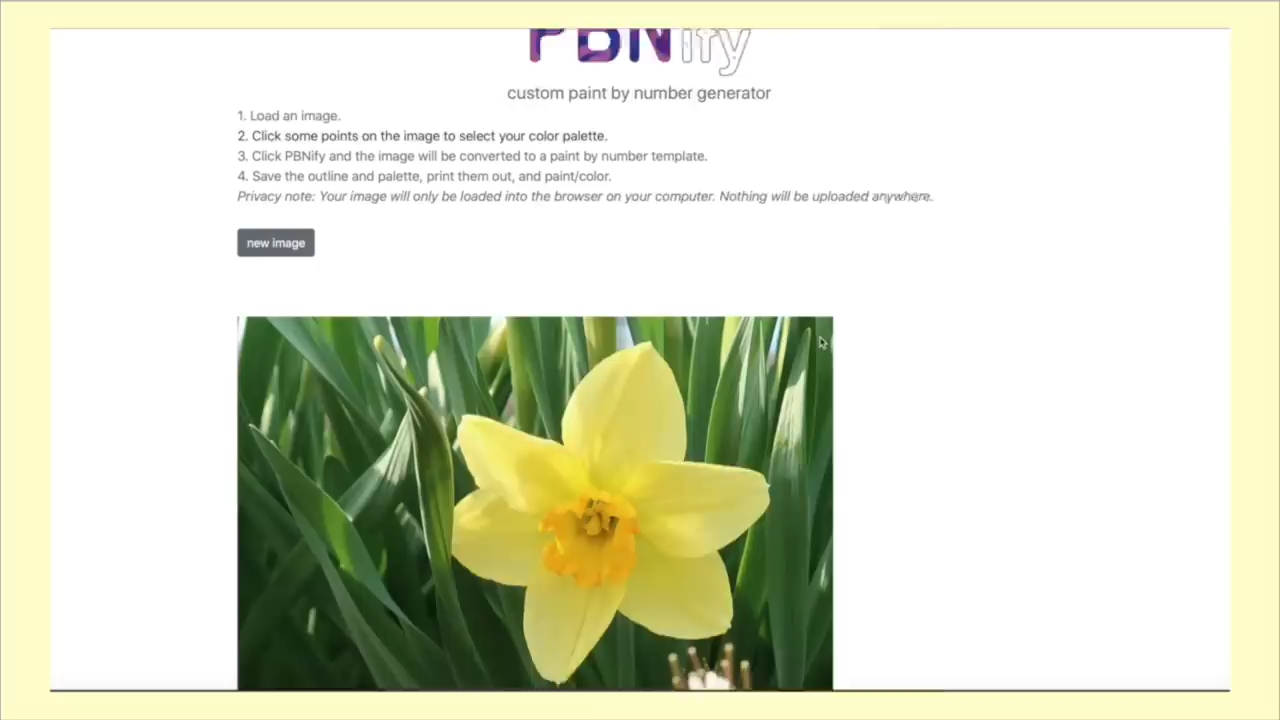 PBNify
custom paint by number generator
1. Load an image.
2. Click some points on the image to select your color palette.
3. Click PBNify and the image will be converted to a paint by number template.
4. Save the outline and palette, print them out, and paint/color.
Privacy note: Your image will only be loaded into the browser on your computer. Nothing will be uploaded anywhere.
new image